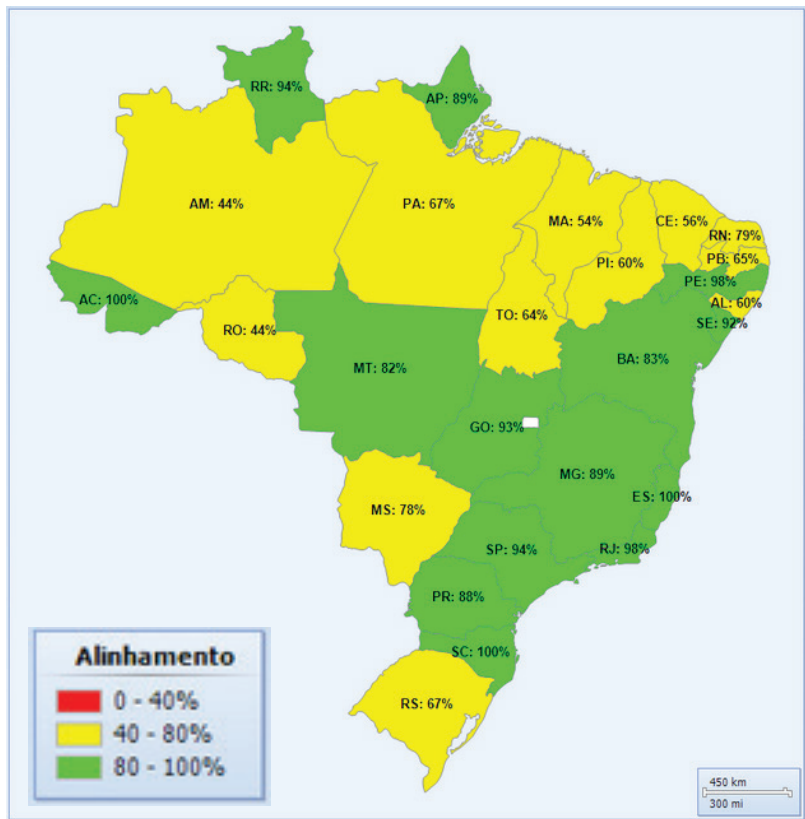 RR: 94%
AP: 89%
AM: 44%
PA: 67%
MA: 54%
CE: 56%
RN: 79%
PB: 65%
PI: 60%
PE: 98%
AC: 100%
AL: 60%
TO: 64%
SE: 92%
RO: 44%
BA: 83%
MT: 82%
GO: 93%
MG: 89%
ES: 100%
MS: 78%
SP: 94%
RJ: 98%
PR: 88%
SC: 100%
RS: 67%
Alinhamento
0 - 40%
40 - 80%
80 - 100%
450 km
300 mi